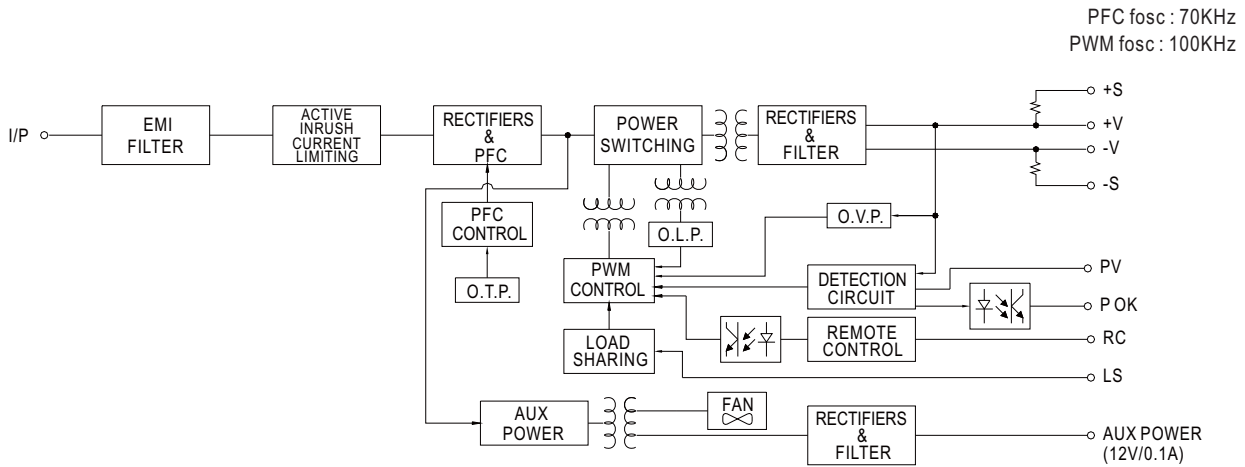 PFC fosc : 70KHz
PWM fosc : 100KHz
I/P
EMI
FILTER
ACTIVE
INRUSH
CURRENT
LIMITING
RECTIFIERS
&
PFC
POWER
SWITCHING
RECTIFIERS
&
FILTER
+S
+V
-V
-S
PFC
CONTROL
O.T.P.
O.L.P.
O.V.P.
PWM
CONTROL
DETECTION
CIRCUIT
PV
P OK
LOAD
SHARING
REMOTE
CONTROL
RC
LS
AUX
POWER
FAN
RECTIFIERS
&
FILTER
AUX POWER
(12V/0.1A)